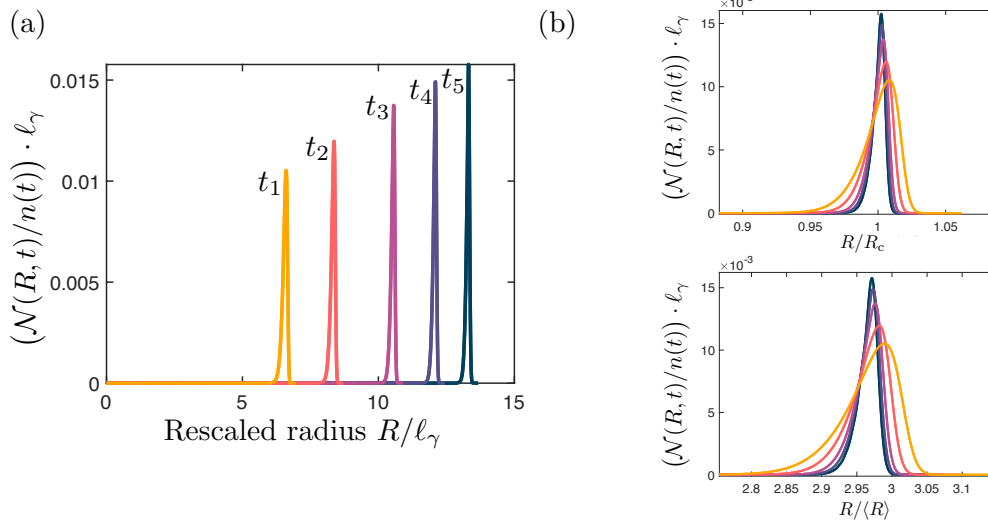 (a)
(𝒩(R, t)/n(t)) · ℓγ
0.015
0.01
0.005
0
t₁
t₂
t₃
t₄
t₅
0 5 10 15
Rescaled radius R/ℓγ
(b)
(𝒩(R, t)/n(t)) · ℓγ
15
10
5
0
0.9 0.95 1 1.05
R/Rc
×10⁻³
(𝒩(R, t)/n(t)) · ℓγ
15
10
5
0
2.8 2.85 2.9 2.95 3 3.05 3.1
R/⟨R⟩